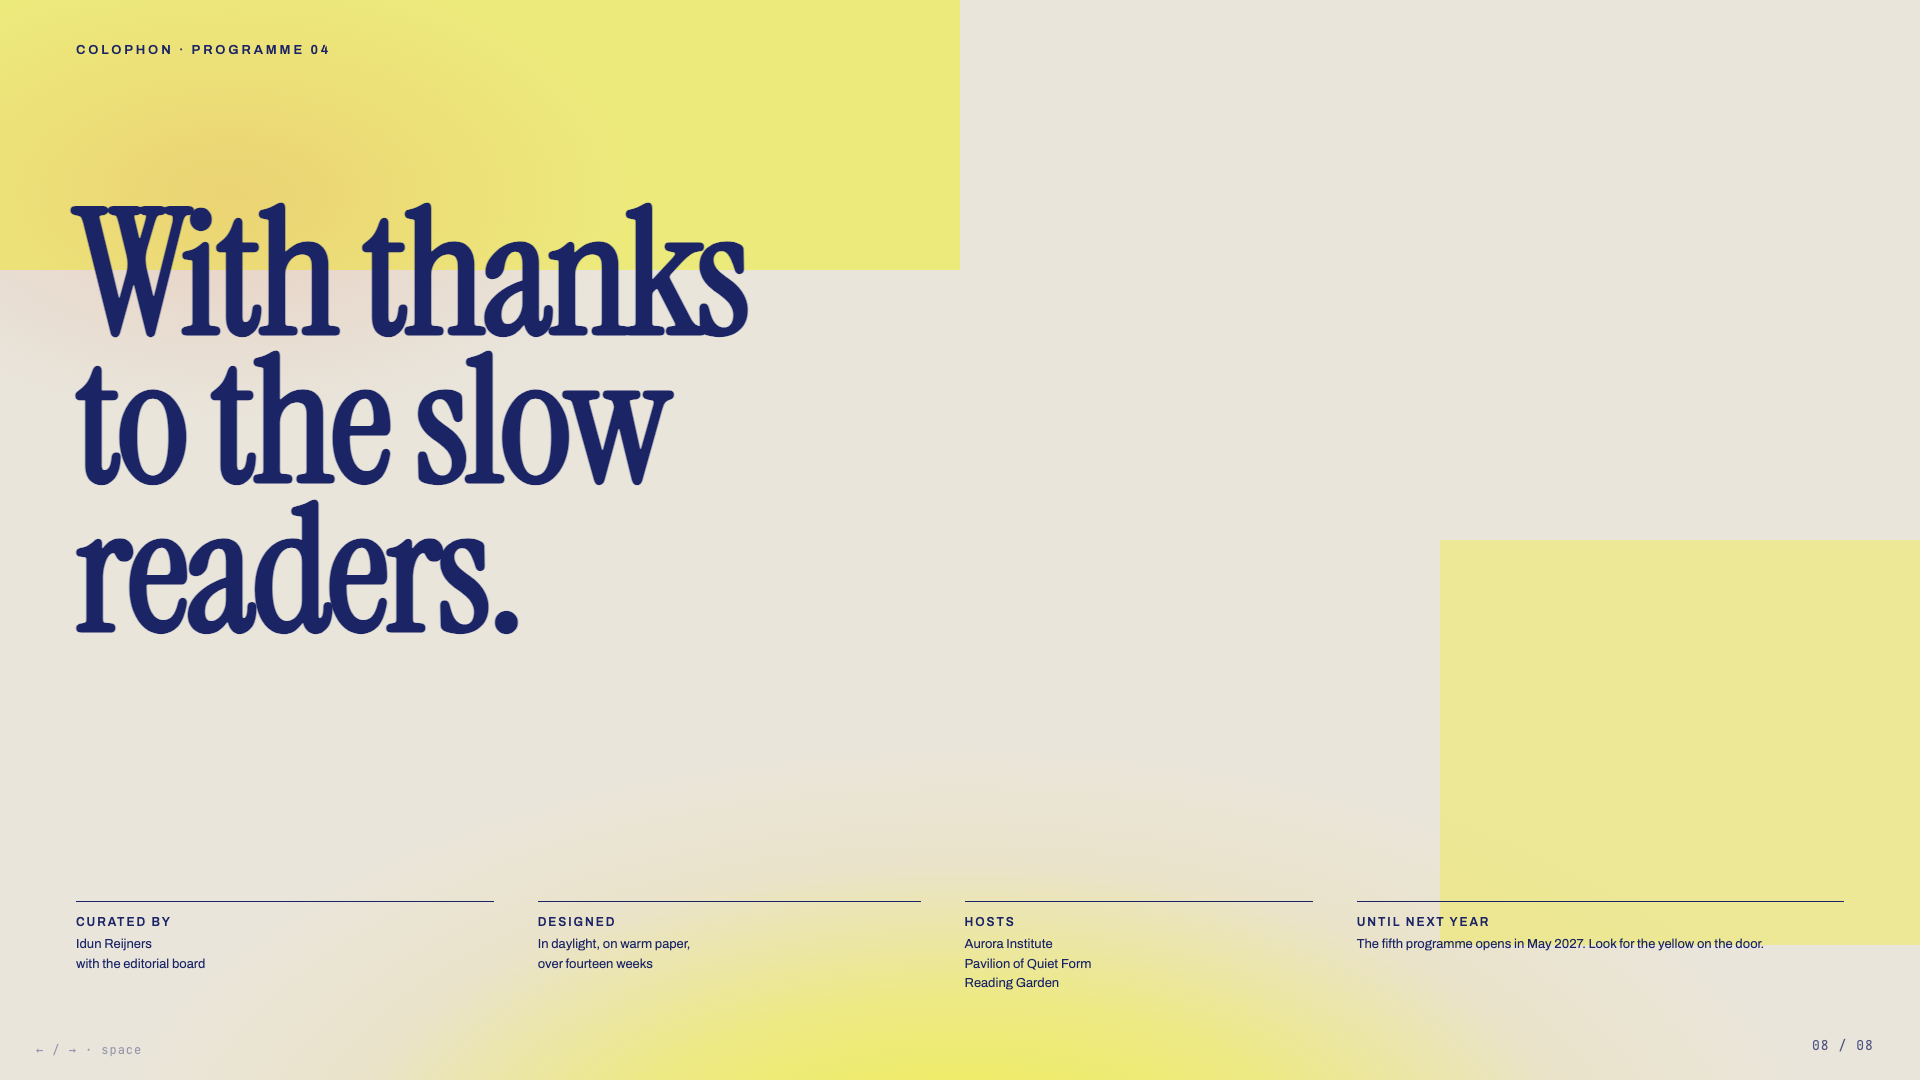 COLOPHON · PROGRAMME 04
With thanks
to the slow
readers.
CURATED BY
Idun Reijners
with the editorial board
DESIGNED
In daylight, on warm paper,
over fourteen weeks
HOSTS
Aurora Institute
Pavilion of Quiet Form
Reading Garden
UNTIL NEXT YEAR
The fifth programme opens in May 2027. Look for the yellow on the door.
← / → · space
08 / 08